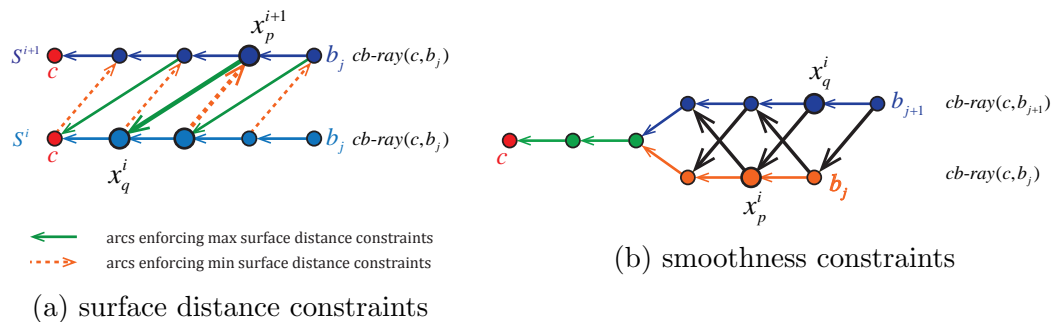 x_p^{i+1}
S^{i+1} c b_j cb-ray(c,b_j)
S^i c b_j cb-ray(c,b_j)
x_q^i
arcs enforcing max surface distance constraints
arcs enforcing min surface distance constraints
(a) surface distance constraints
x_q^i
b_{j+1} cb-ray(c,b_{j+1})
c
b_j cb-ray(c,b_j)
x_p^i
(b) smoothness constraints